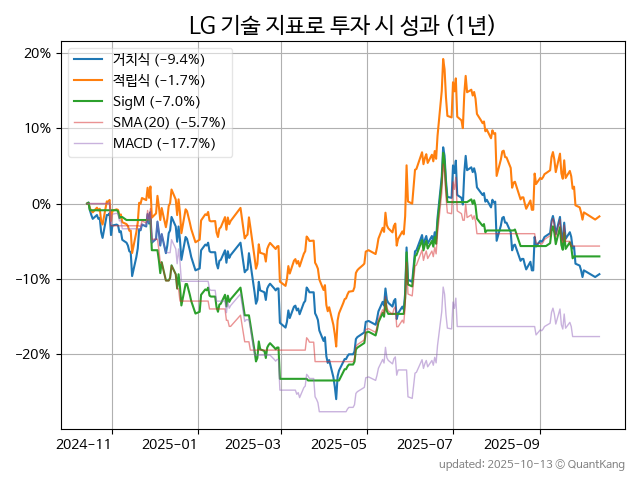 LG 기술 지표로 투자 시 성과 (1년)
거치식 (−9.4%)
적립식 (−1.7%)
SigM (−7.0%)
SMA(20) (−5.7%)
MACD (−17.7%)
20%
10%
0%
−10%
−20%
2024-11
2025-01
2025-03
2025-05
2025-07
2025-09
updated: 2025-10-13 ⓒ QuantKang